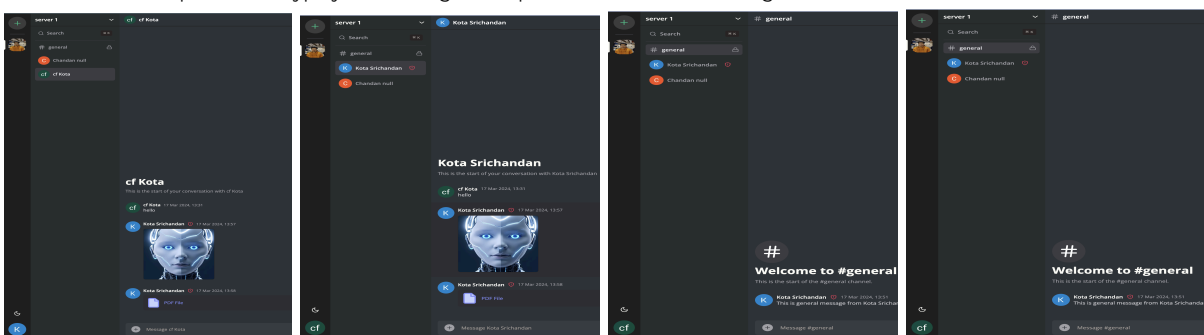 server 1
cf cf Kota
Search
general
C Chandan null
cf cf Kota
cf Kota
This is the start of your conversation with cf Kota
cf cf Kota 17 Mar 2024, 13:51
hello
K Kota Srichandan 17 Mar 2024, 13:57
K Kota Srichandan 17 Mar 2024, 13:58
PDF File
K
Message cf Kota
server 1
K Kota Srichandan
Search
# general
K Kota Srichandan
C Chandan null
Kota Srichandan
This is the start of your conversation with Kota Srichandan
cf cf Kota 17 Mar 2024, 13:51
hello
K Kota Srichandan 17 Mar 2024, 13:57
K Kota Srichandan 17 Mar 2024, 13:58
PDF File
cf
Message Kota Srichandan
server 1
# general
Search
# general
K Kota Srichandan
C Chandan null
#
Welcome to #general
This is the start of the #general channel.
K Kota Srichandan 17 Mar 2024, 13:51
This is general message from Kota Srichan
cf
Message #general
server 1
# general
Search
# general
K Kota Srichandan
C Chandan null
#
Welcome to #general
This is the start of the #general channel.
K Kota Srichandan 17 Mar 2024, 13:51
This is general message from Kota Srichanda
cf
Message #general